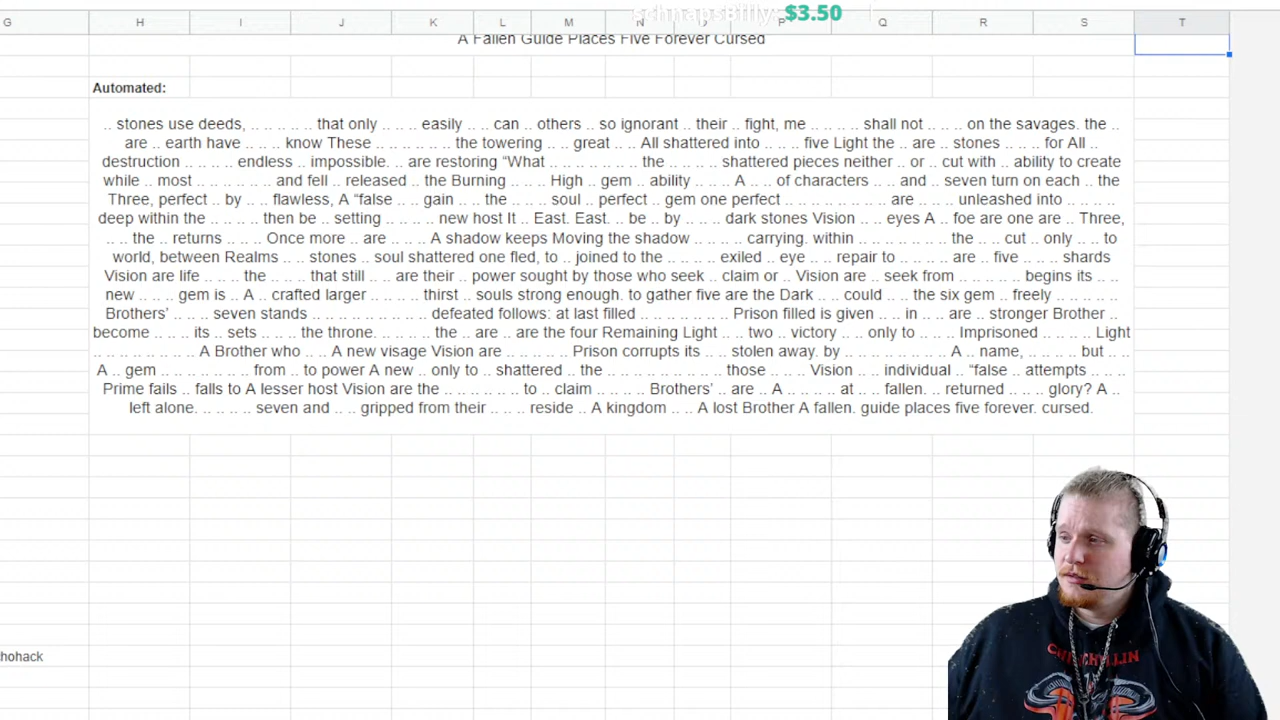 schnapsBilly: $3.50
H I J K L M N O P Q R S T
A Fallen Guide Places Five Forever Cursed
Automated:
.. stones use deeds, .. .. .. .. that only .. .. .. easily .. .. can .. others .. so ignorant .. their .. fight, me .. .. .. .. shall not .. .. .. on the savages. the ..
are .. earth have .. .. know These .. .. .. .. .. the towering .. .. great .. .. All shattered into .. .. .. five Light the .. are .. stones .. .. .. for All ..
destruction .. .. .. .. endless .. impossible. .. are restoring “What .. .. .. .. .. the .. .. .. .. shattered pieces neither .. or .. cut with .. ability to create
while .. most .. .. .. .. .. and fell .. released .. the Burning .. .. .. High .. gem .. ability .. .. A .. .. of characters .. .. and .. seven turn on each .. the
Three, perfect .. by .. .. flawless, A “false .. .. gain .. .. the .. .. soul .. perfect .. gem one perfect .. .. .. .. .. .. .. are .. .. .. unleashed into .. .. ..
deep within the .. .. .. then be .. setting .. .. .. .. new host It .. East. East. .. be .. by .. .. dark stones Vision .. .. eyes A .. foe are one are .. Three,
.. .. the .. returns .. .. .. Once more .. are .. .. .. A shadow keeps Moving the shadow .. .. .. .. carrying. within .. .. .. .. .. the .. .. cut .. only .. .. to
world, between Realms .. .. stones .. soul shattered one fled, to .. joined to the .. .. .. .. exiled .. eye .. repair to .. .. .. .. are .. five .. .. .. shards
Vision are life .. .. .. the .. .. .. that still .. .. are their .. power sought by those who seek .. claim or .. Vision are .. seek from .. .. .. .. .. begins its ..
new .. .. .. gem is .. A .. crafted larger .. .. .. .. thirst .. souls strong enough. to gather five are the Dark .. .. could .. .. the six gem .. freely .. .. .. ..
Brothers’ .. .. .. seven stands .. .. .. .. .. .. .. defeated follows: at last filled .. .. .. .. .. Prison filled is given .. .. in .. .. are .. stronger Brother ..
become .. .. its .. sets .. .. .. the throne. .. .. .. the .. are .. are the four Remaining Light .. .. two .. victory .. .. only to .. .. Imprisoned .. .. Light
.. .. .. .. .. .. .. .. .. A Brother who .. .. A new visage Vision are .. .. .. .. Prison corrupts its .. .. stolen away. by .. .. .. .. .. .. A .. name, .. .. .. .. but .. ..
A .. gem .. .. .. .. .. .. .. from .. to power A new .. only to .. shattered .. the .. .. .. .. .. .. .. those .. .. Vision .. .. individual .. “false .. attempts .. ..
Prime fails .. falls to A lesser host Vision are the .. .. .. .. .. to .. claim .. .. .. Brothers’ .. are .. A .. .. .. at .. fallen. .. returned .. .. .. glory? A ..
left alone. .. .. .. .. seven and .. .. gripped from their .. .. .. reside .. A kingdom .. .. A lost Brother A fallen. guide places five forever. cursed.
hohack